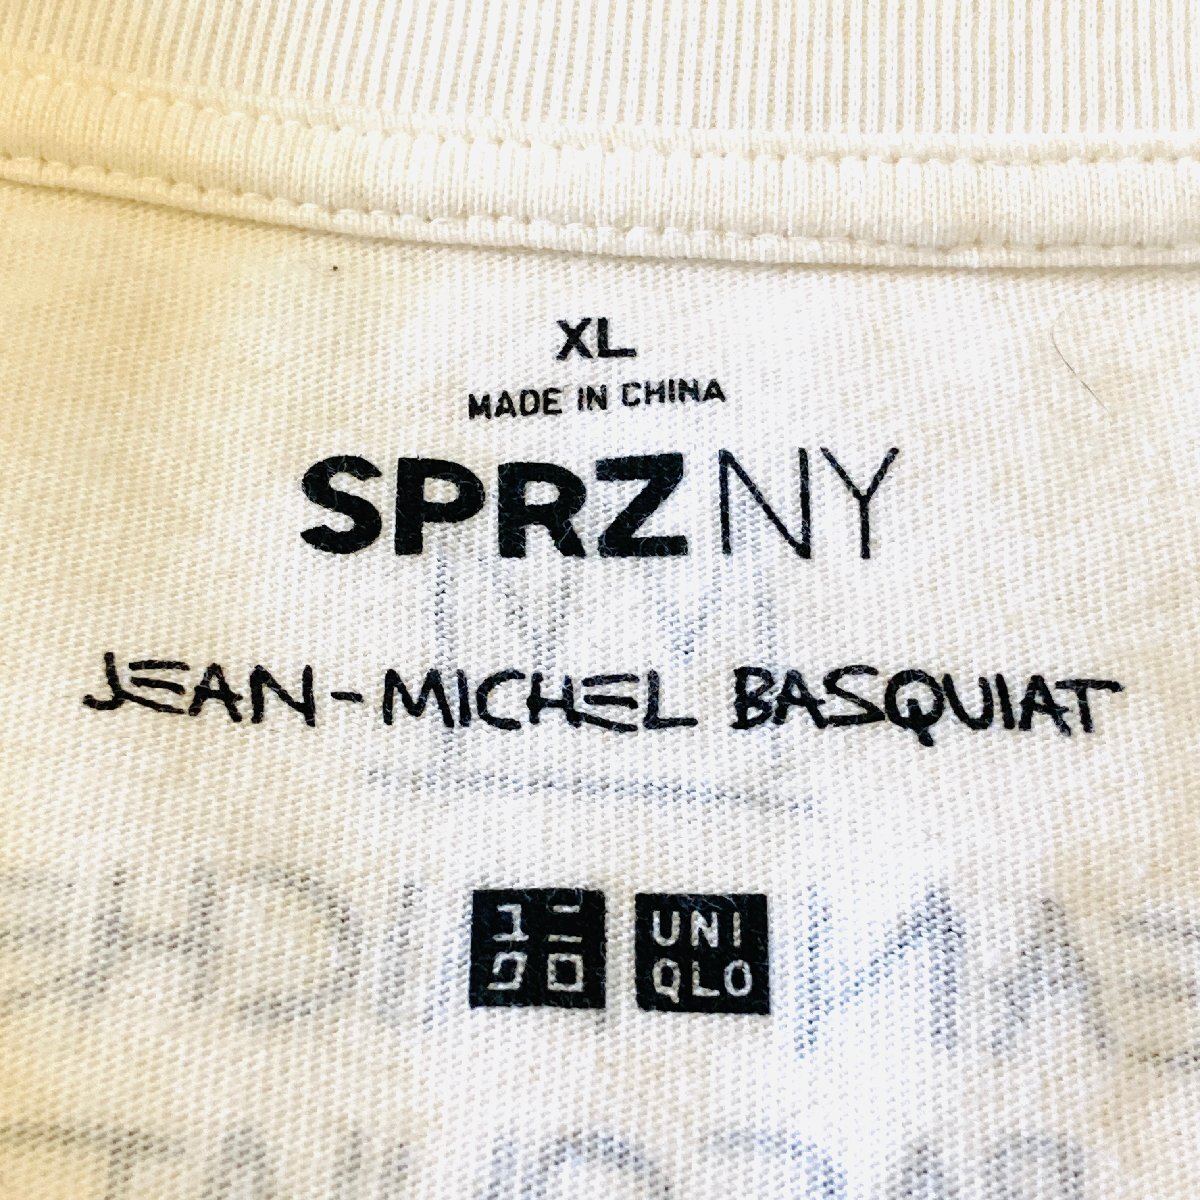 XL
MADE IN CHINA
SPRZ NY
JEAN-MICHEL BASQUIAT
ユニ UNI
クロ QLO